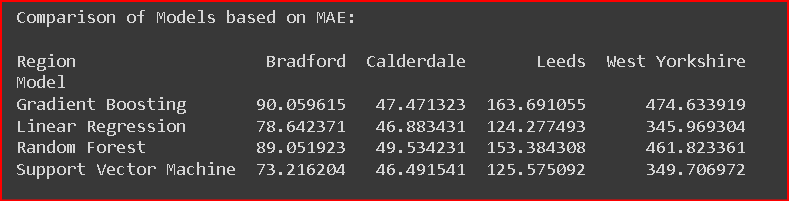 Comparison of Models based on MAE:
Region Bradford Calderdale Leeds West Yorkshire
Model
Gradient Boosting 90.059615 47.471323 163.691055 474.633919
Linear Regression 78.642371 46.883431 124.277493 345.969304
Random Forest 89.051923 49.534231 153.384308 461.823361
Support Vector Machine 73.216204 46.491541 125.575092 349.706972